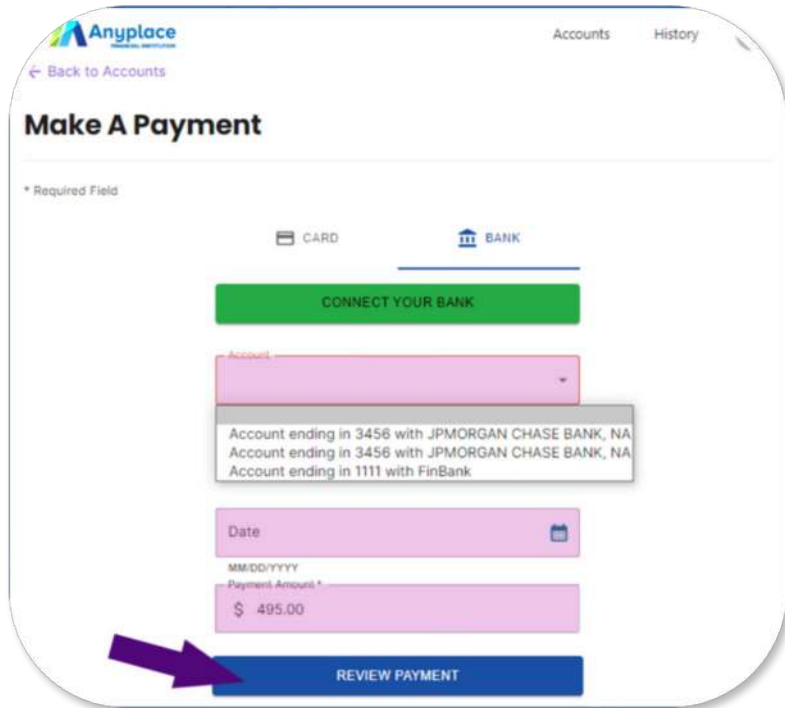 Anyplace
FINANCIAL INSTITUTION
Accounts History
← Back to Accounts
Make A Payment
* Required Field
CARD BANK
CONNECT YOUR BANK
Account
Account ending in 3456 with JPMORGAN CHASE BANK, NA
Account ending in 3456 with JPMORGAN CHASE BANK, NA
Account ending in 1111 with FinBank
Date
MM/DD/YYYY
Payment Amount *
$ 495.00
REVIEW PAYMENT